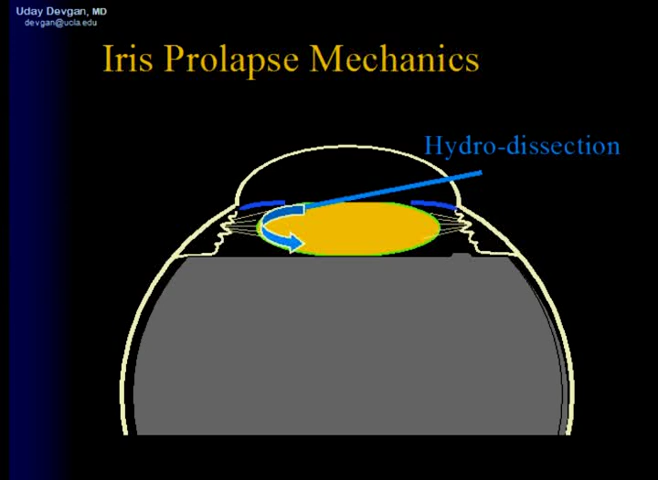 Uday Devgan, MD
devgan@ucla.edu
Iris Prolapse Mechanics
Hydro-dissection